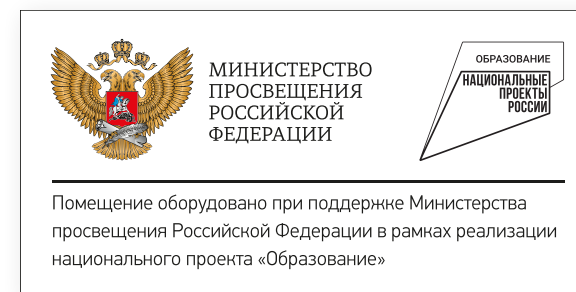 МИНИСТЕРСТВО
ПРОСВЕЩЕНИЯ
РОССИЙСКОЙ
ФЕДЕРАЦИИ
ОБРАЗОВАНИЕ
НАЦИОНАЛЬНЫЕ
ПРОЕКТЫ
РОССИИ
Помещение оборудовано при поддержке Министерства
просвещения Российской Федерации в рамках реализации
национального проекта «Образование»